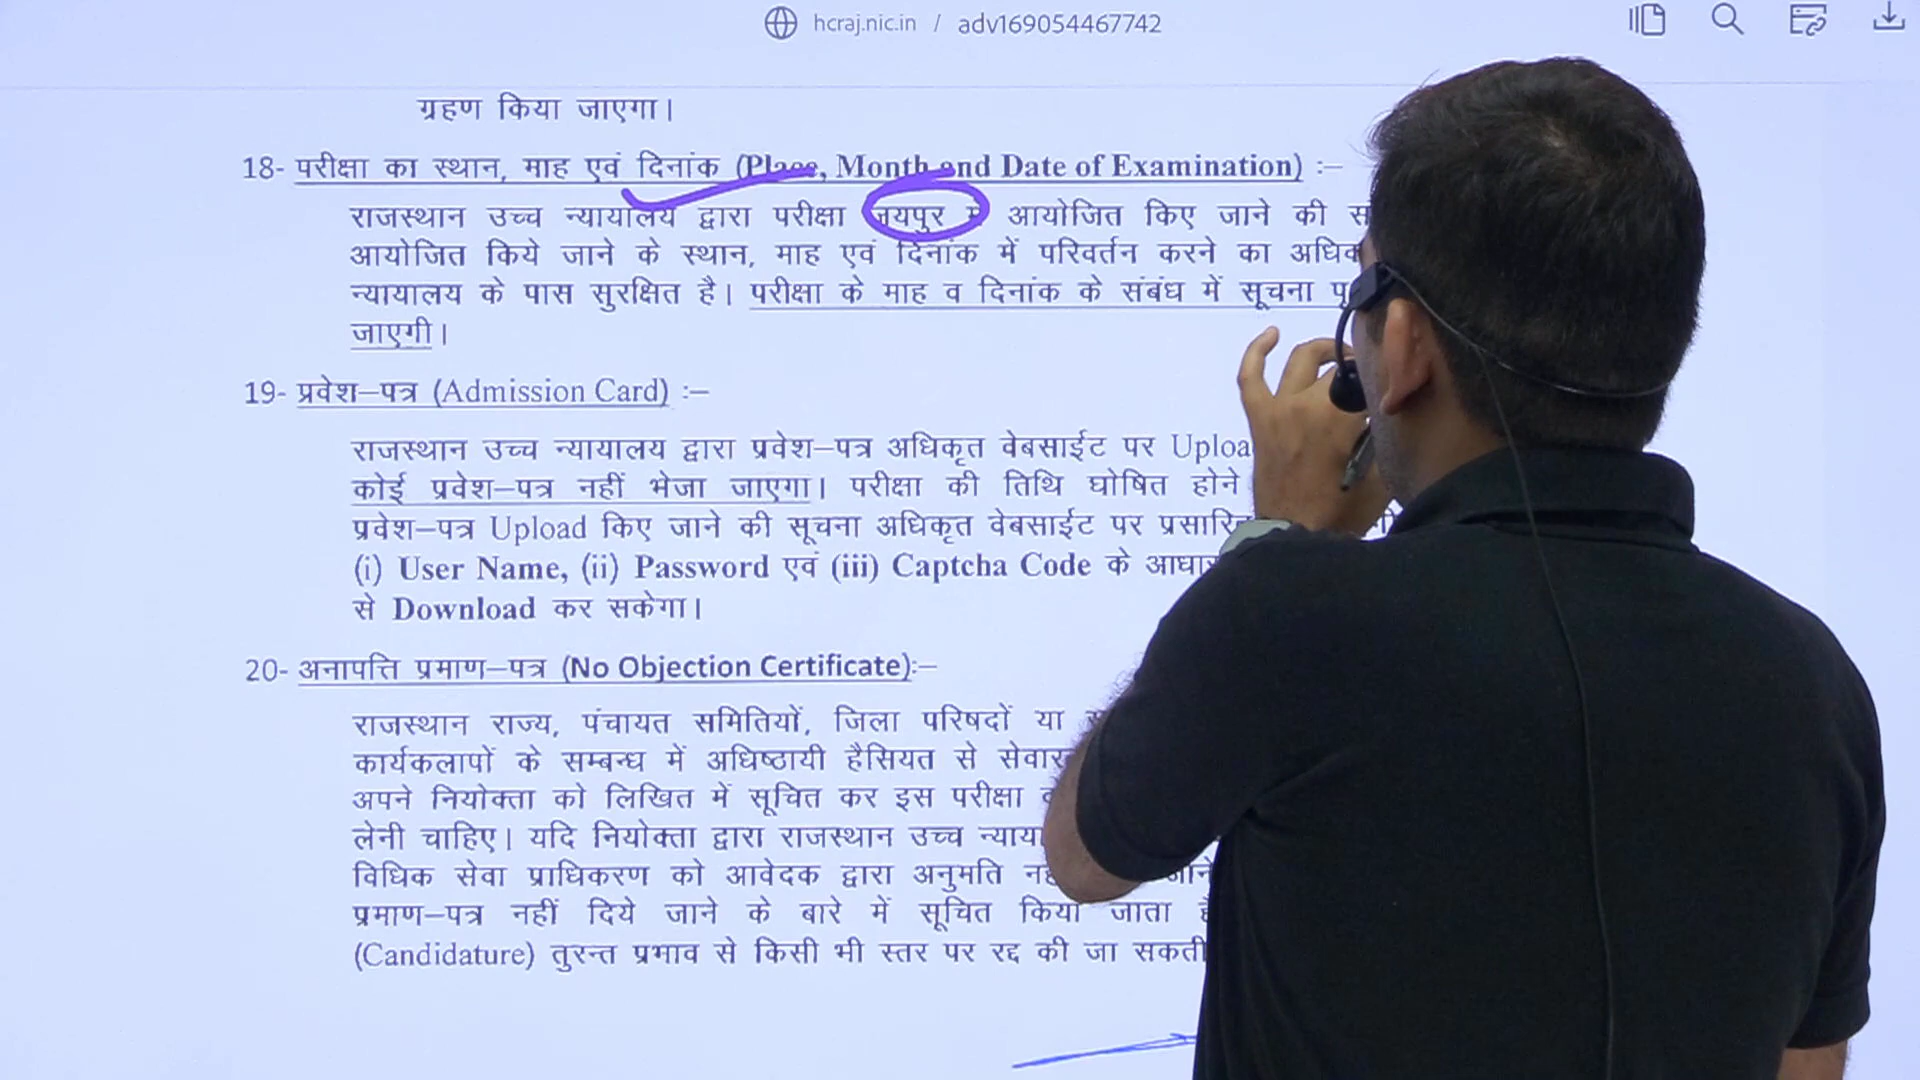 hcraj.nic.in / adv169054467742
ग्रहण किया जाएगा।
18- परीक्षा का स्थान, माह एवं दिनांक (Place, Month and Date of Examination) :–
राजस्थान उच्च न्यायालय द्वारा परीक्षा जयपुर में आयोजित किए जाने की
आयोजित किये जाने के स्थान, माह एवं दिनांक में परिवर्तन करने का
न्यायालय के पास सुरक्षित है। परीक्षा के माह व दिनांक के संबंध में सूचना
जाएगी।
19- प्रवेश–पत्र (Admission Card) :–
राजस्थान उच्च न्यायालय द्वारा प्रवेश–पत्र अधिकृत वेबसाईट पर
कोई प्रवेश–पत्र नहीं भेजा जाएगा। परीक्षा की तिथि घोषित होने
प्रवेश–पत्र Upload किए जाने की सूचना अधिकृत वेबसाईट पर
(i) User Name, (ii) Password एवं (iii) Captcha Code के
से Download कर सकेगा।
20- अनापत्ति प्रमाण–पत्र (No Objection Certificate):–
राजस्थान राज्य, पंचायत समितियों, जिला परिषदों या
कार्यकलापों के सम्बन्ध में अधिष्ठायी हैसियत से
अपने नियोक्ता को लिखित में सूचित कर इस परीक्षा
लेनी चाहिए। यदि नियोक्ता द्वारा राजस्थान उच्च
विधिक सेवा प्राधिकरण को आवेदक द्वारा अनुमति
प्रमाण–पत्र नहीं दिये जाने के बारे में सूचित किया जाता
(Candidature) तुरन्त प्रभाव से किसी भी स्तर पर रद्द की जा सकती